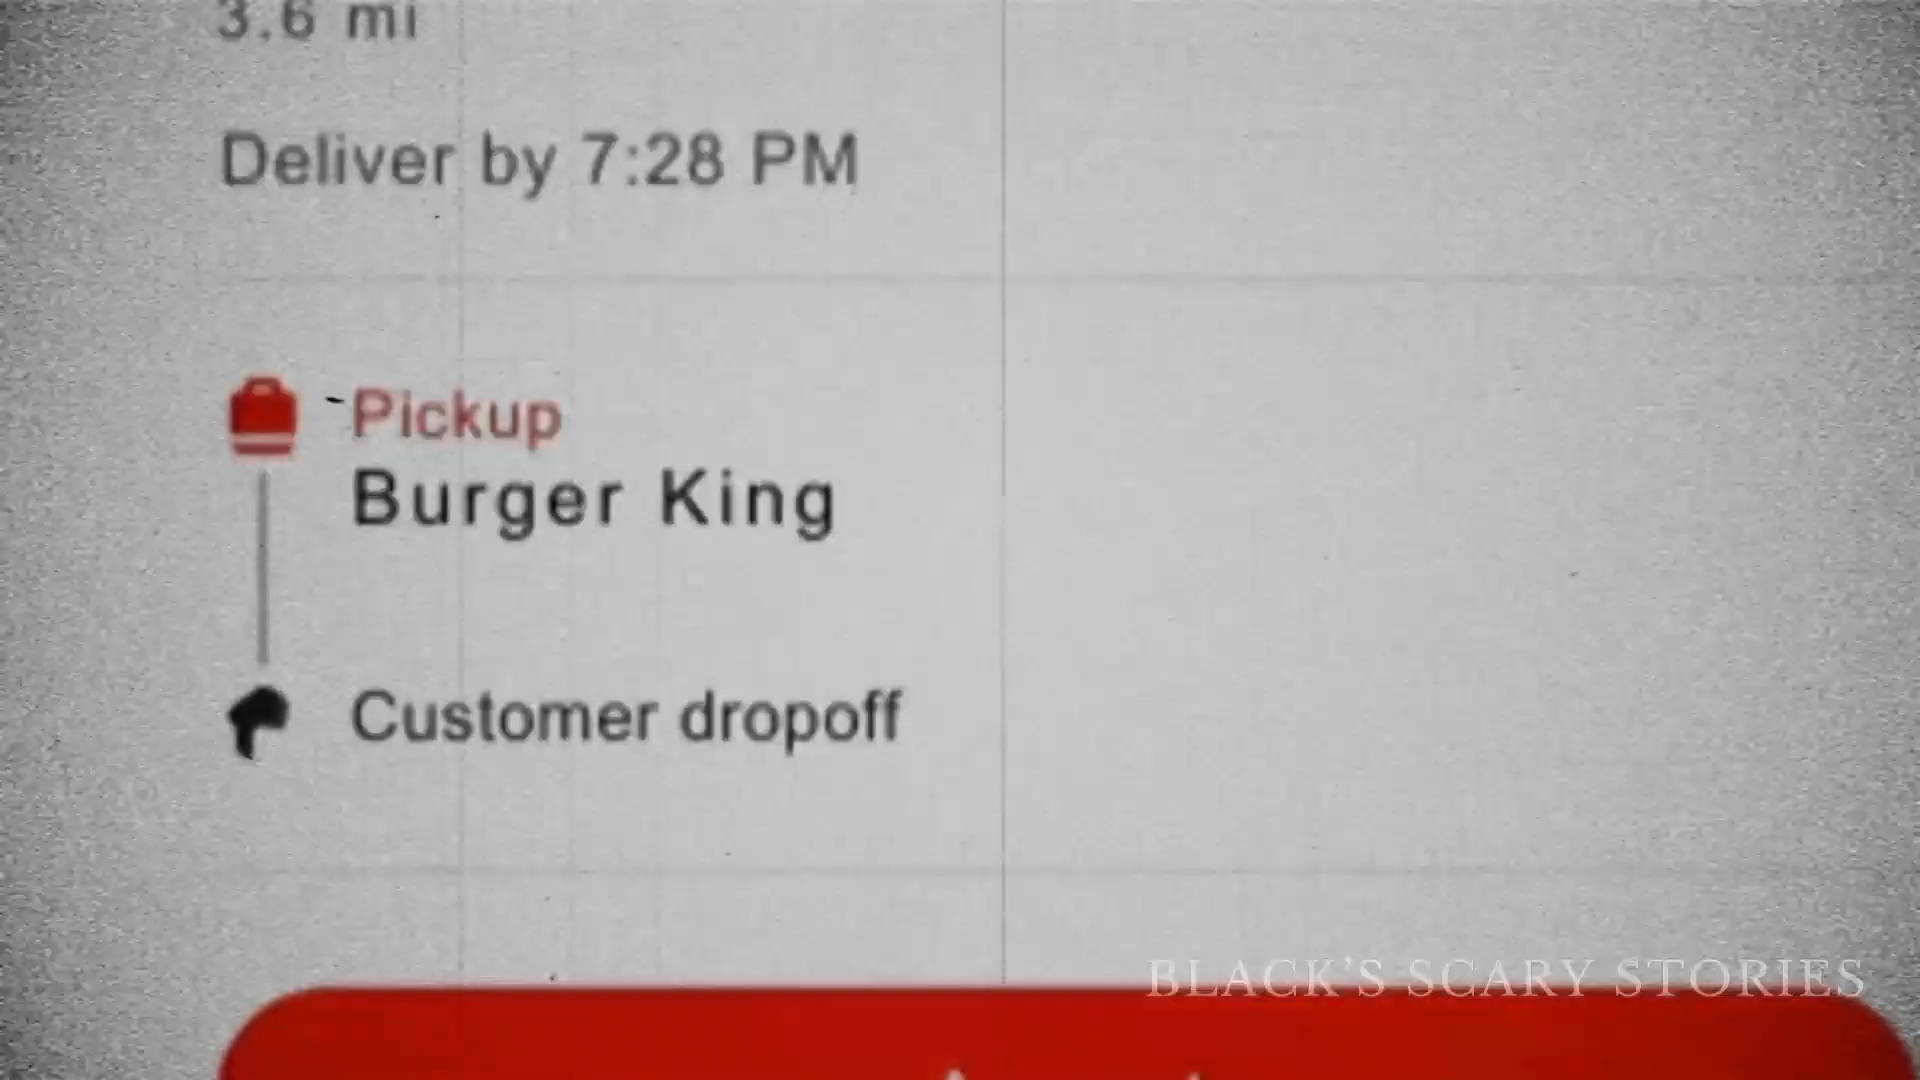 3.6 mi
Deliver by 7:28 PM
Pickup
Burger King
Customer dropoff
BLACK'S SCARY STORIES